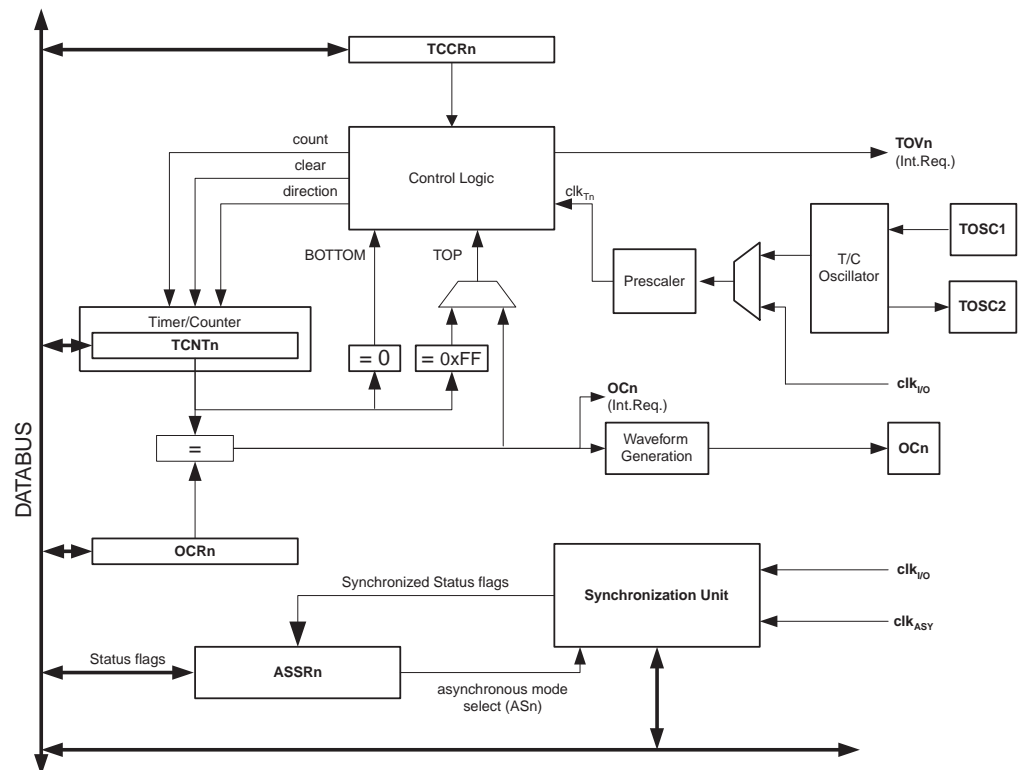 TCCRn
count
clear
direction
Control Logic
TOVn
(Int.Req.)
clkTn
BOTTOM
TOP
Prescaler
T/C
Oscillator
TOSC1
TOSC2
Timer/Counter
TCNTn
= 0
= 0xFF
clkI/O
OCn
(Int.Req.)
=
Waveform
Generation
OCn
DATABUS
OCRn
Synchronized Status flags
Synchronization Unit
clkI/O
clkASY
Status flags
ASSRn
asynchronous mode
select (ASn)